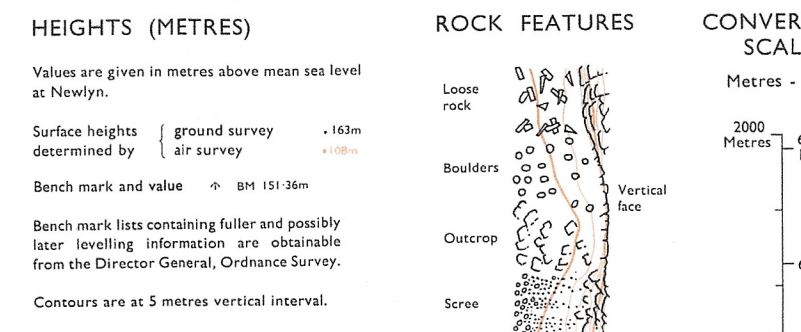 HEIGHTS (METRES)
Values are given in metres above mean sea level
at Newlyn.
Surface heights { ground survey . 163m
determined by air survey . 108m
Bench mark and value BM 151·36m
Bench mark lists containing fuller and possibly
later levelling information are obtainable
from the Director General, Ordnance Survey.
Contours are at 5 metres vertical interval.
ROCK FEATURES
Loose
rock
Boulders
Vertical
face
Outcrop
Scree
CONVER
SCAL
Metres -
2000
Metres